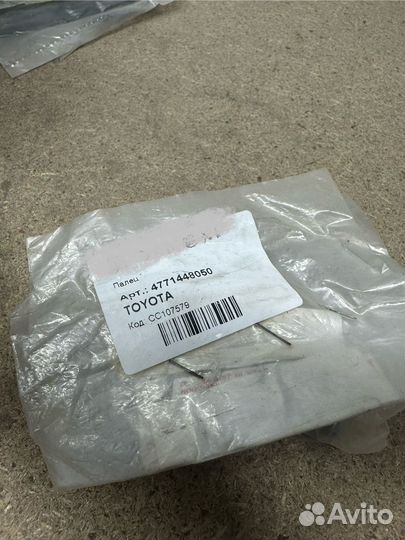 Палец
Арт.: 4771448050
TOYOTA
Код: CC107579
Avito